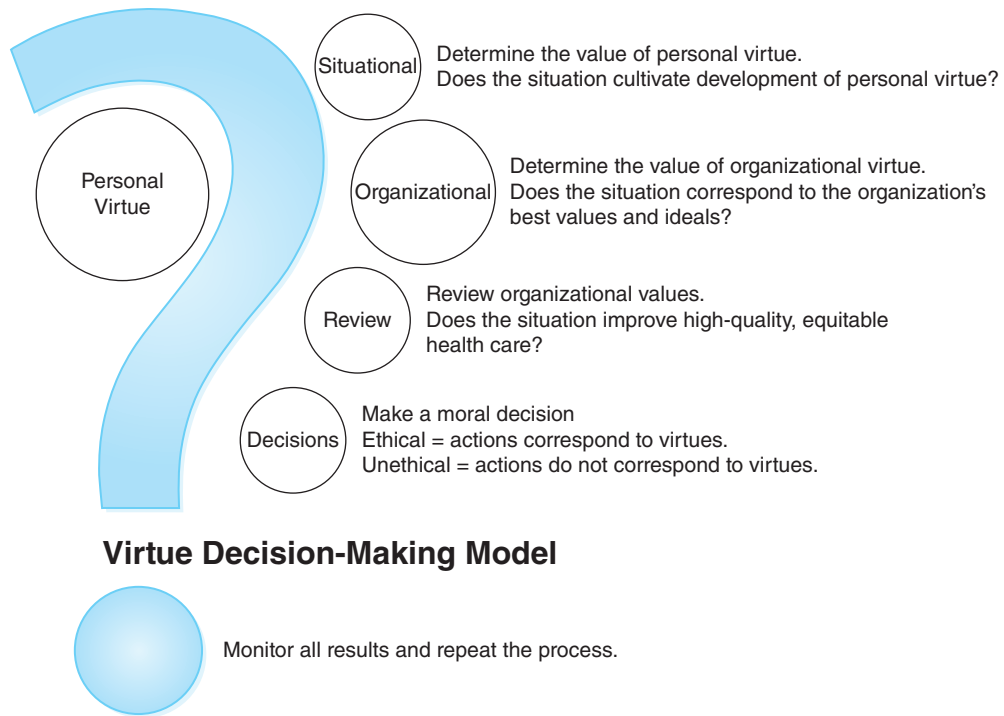 Situational
Determine the value of personal virtue.
Does the situation cultivate development of personal virtue?
Personal
Virtue
Organizational
Determine the value of organizational virtue.
Does the situation correspond to the organization’s
best values and ideals?
Review
Review organizational values.
Does the situation improve high-quality, equitable
health care?
Decisions
Make a moral decision
Ethical = actions correspond to virtues.
Unethical = actions do not correspond to virtues.
Virtue Decision-Making Model
Monitor all results and repeat the process.